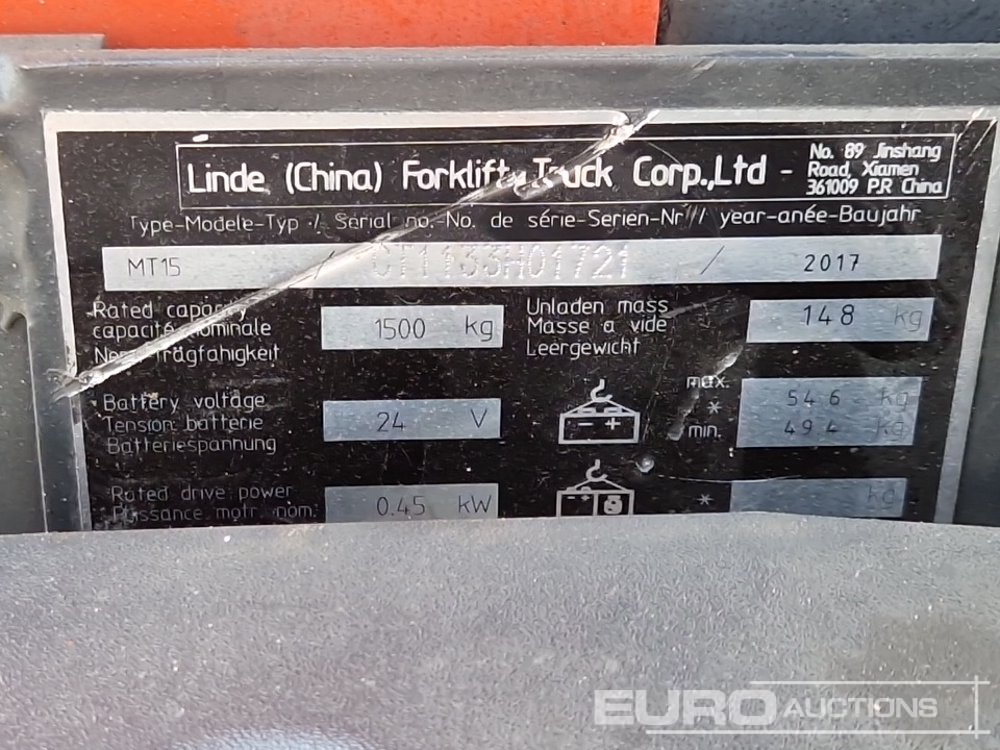 Linde (China) Forklift Truck Corp.,Ltd - No. 89 Jinshang
Road, Xiamen
361009 P.R China
Type-Modele-Typ / Serial no.-No. de série-Serien-Nr / year-anée-Baujahr
MT15 / CT1133H01721 / 2017
Rated capacity
capacité nominale
Nennträgfahigkeit
1500 kg
Unladen mass
Masse a vide
Leergewicht
148 kg
Battery voltage
Tension batterie
Batteriespannung
24 V
- +
max. 546 kg
*
min. 494 kg
Rated drive power
Puissance motr. nom.
0.45 kW
- +
* kg
EURO AUCTIONS